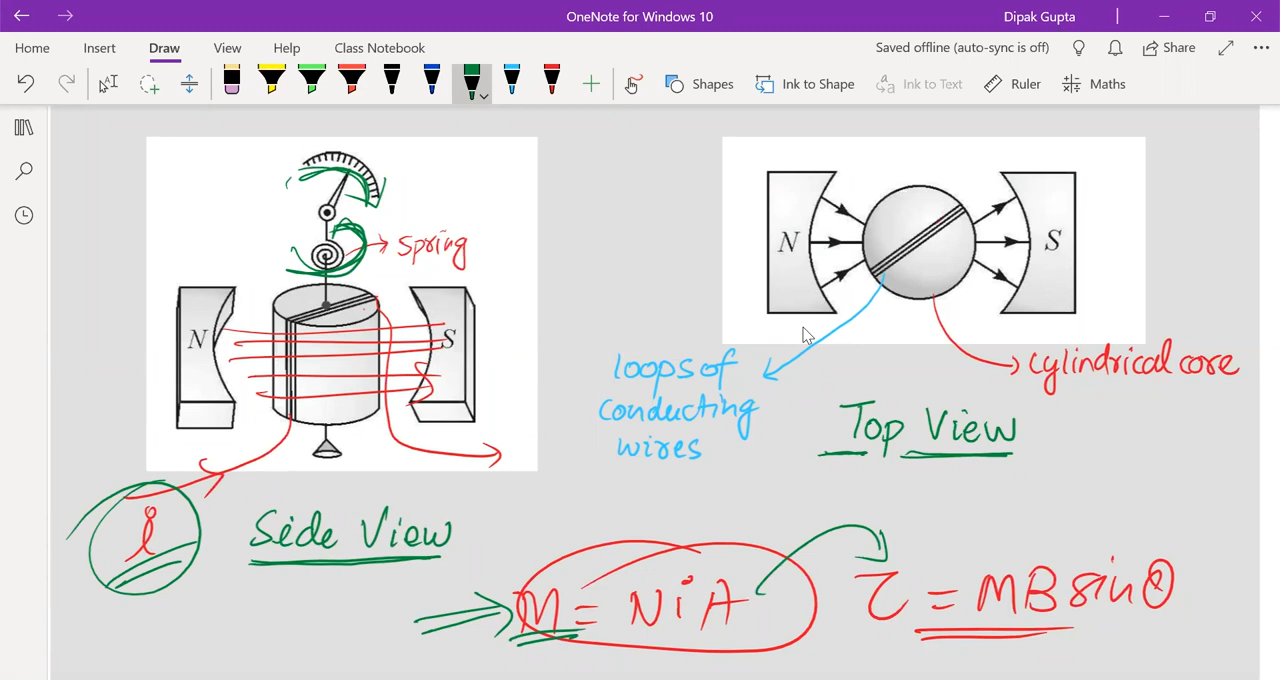 OneNote for Windows 10
Dipak Gupta
Home Insert Draw View Help Class Notebook
Saved offline (auto-sync is off)
Share
Shapes
Ink to Shape
Ink to Text
Ruler
Maths
spring
N
S
N
S
loops of
conducting
wires
cylindrical core
Top View
i
Side View
M = NiA
τ = MB sin θ